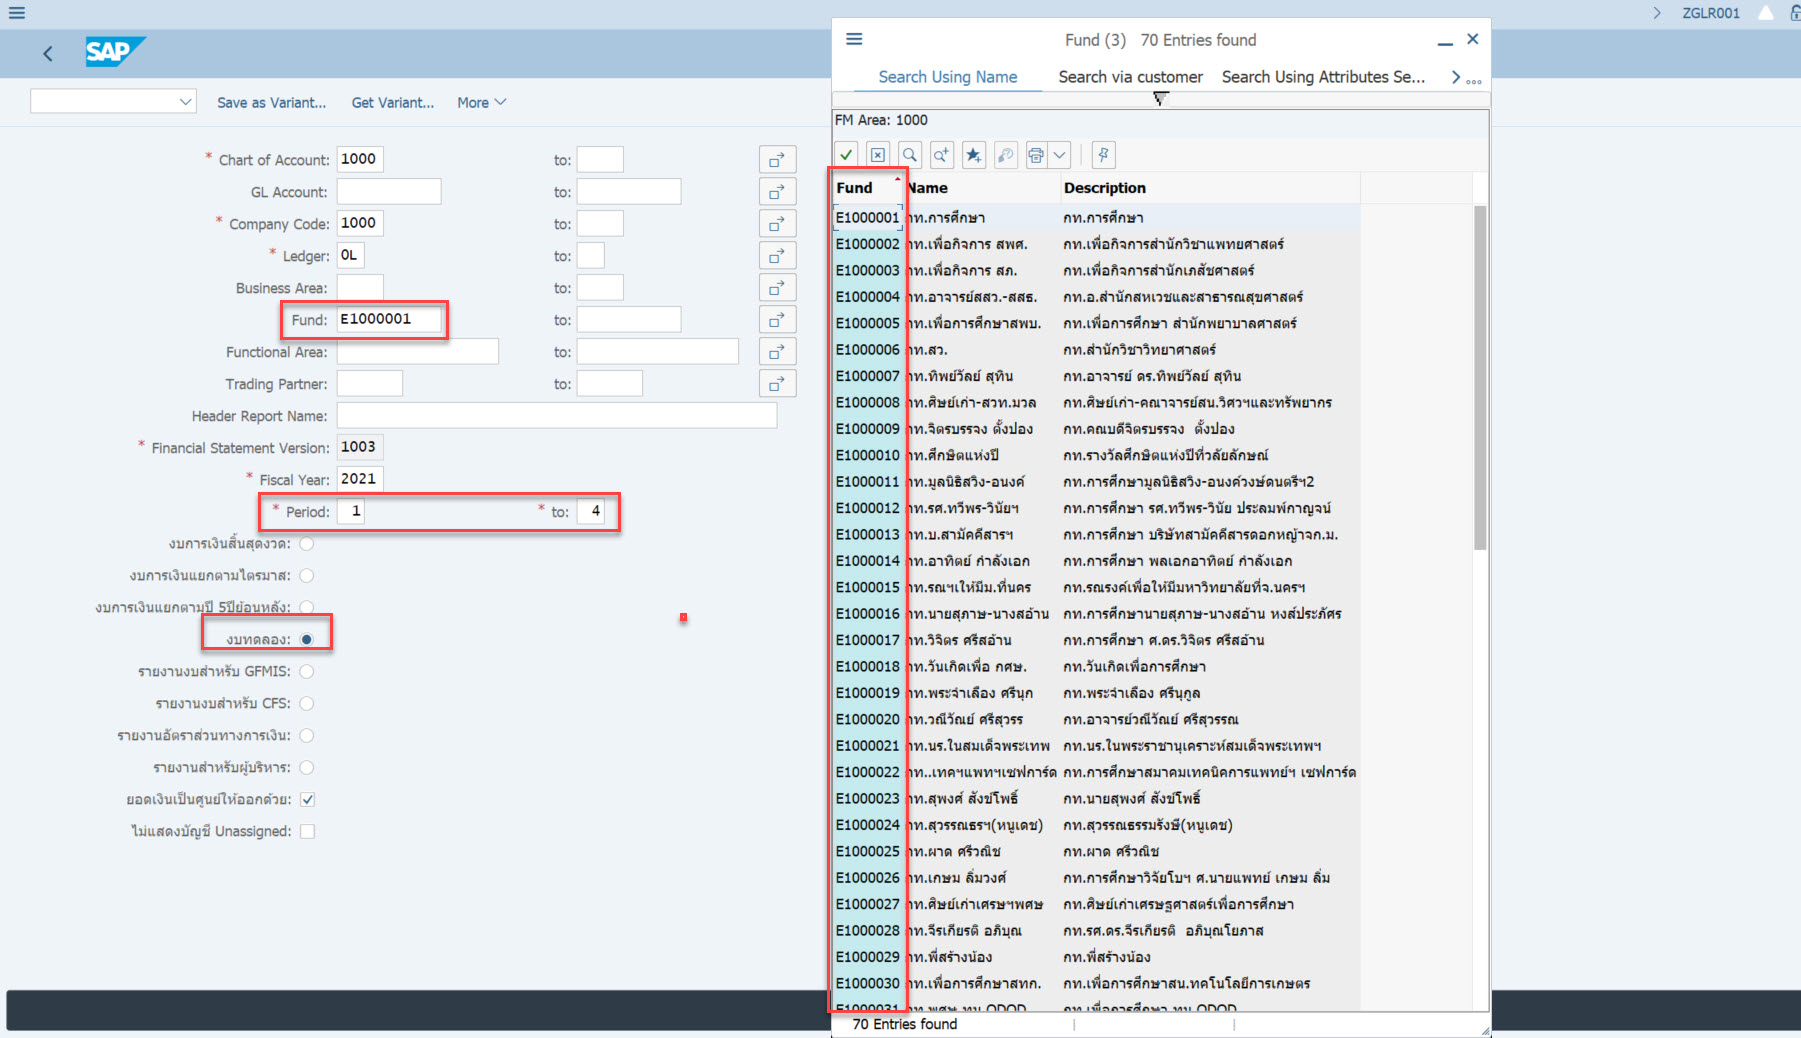 ZGLR001
SAP
Save as Variant...
Get Variant...
More
* Chart of Account: 1000 to:
GL Account: to:
* Company Code: 1000 to:
* Ledger: 0L to:
Business Area: to:
Fund: E1000001 to:
Functional Area: to:
Trading Partner: to:
Header Report Name:
* Financial Statement Version: 1003
* Fiscal Year: 2021
* Period: 1 * to: 4
งบการเงินสิ้นสุดงวด:
งบการเงินแยกตามไตรมาส:
งบการเงินแยกตามปี 5ปีย้อนหลัง:
งบทดลอง:
รายงานงบสำหรับ GFMIS:
รายงานงบสำหรับ CFS:
รายงานอัตราส่วนทางการเงิน:
รายงานสำหรับผู้บริหาร:
ยอดเงินเป็นศูนย์ให้ออกด้วย:
ไม่แสดงบัญชี Unassigned:
Fund (3) 70 Entries found
Search Using Name Search via customer Search Using Attributes Se...
FM Area: 1000
Fund Name Description
E1000001 กท.การศึกษา กท.การศึกษา
E1000002 กท.เพื่อกิจการ สพศ. กท.เพื่อกิจการสำนักวิชาแพทยศาสตร์
E1000003 กท.เพื่อกิจการ สภ. กท.เพื่อกิจการสำนักเภสัชศาสตร์
E1000004 กท.อาจารย์สสว.-สสธ. กท.อ.สำนักสหเวชและสาธารณสุขศาสตร์
E1000005 กท.เพื่อการศึกษาสพบ. กท.เพื่อการศึกษา สำนักพยาบาลศาสตร์
E1000006 กท.สว. กท.สำนักวิชาวิทยาศาสตร์
E1000007 กท.ทิพย์วัลย์ สุทิน กท.อาจารย์ ดร.ทิพย์วัลย์ สุทิน
E1000008 กท.ศิษย์เก่า-สวท.มวล กท.ศิษย์เก่า-คณาจารย์สน.วิศวฯและทรัพยากร
E1000009 กท.จิตรบรรจง ตั้งปอง กท.คณบดีจิตรบรรจง ตั้งปอง
E1000010 กท.ศึกษิตแห่งปี กท.รางวัลศึกษิตแห่งปีที่วลัยลักษณ์
E1000011 กท.มูลนิธิสวิง-อนงค์ กท.การศึกษามูลนิธิสวิง-อนงค์วงษ์ดนตรีฯ2
E1000012 กท.รศ.ทวีพร-วินัยฯ กท.การศึกษา รศ.ทวีพร-วินัย ประลมพ์กาญจน์
E1000013 กท.บ.สามัคคีสารฯ กท.การศึกษา บริษัทสามัคคีสารดอกหญ้าจก.ม.
E1000014 กท.อาทิตย์ กำลังเอก กท.การศึกษา พลเอกอาทิตย์ กำลังเอก
E1000015 กท.รณฯเให้มีม.ที่นคร กท.รณรงค์เพื่อให้มีมหาวิทยาลัยที่จ.นครฯ
E1000016 กท.นายสุภาษ-นางสอ้าน กท.การศึกษานายสุภาษ-นางสอ้าน หงส์ประภัศร
E1000017 กท.วิจิตร ศรีสอ้าน กท.การศึกษา ศ.ดร.วิจิตร ศรีสอ้าน
E1000018 กท.วันเกิดเพื่อ กศษ. กท.วันเกิดเพื่อการศึกษา
E1000019 กท.พระจำเลือง ศรีนุก กท.พระจำเลือง ศรีนุกูล
E1000020 กท.วณีวัณย์ ศรีสุวรร กท.อาจารย์วณีวัณย์ ศรีสุวรรณ
E1000021 กท.นร.ในสมเด็จพระเทพ กท.นร.ในพระราชานุเคราะห์สมเด็จพระเทพฯ
E1000022 กท..เทคฯแพทฯเชฟการ์ด กท.การศึกษาสมาคมเทคนิคการแพทย์ฯ เชฟการ์ด
E1000023 กท.สุพงศ์ สังข์โพธิ์ กท.นายสุพงศ์ สังข์โพธิ์
E1000024 กท.สุวรรณธรฯ(หนูเดช) กท.สุวรรณธรรมรังษี(หนูเดช)
E1000025 กท.ผาด ศรีวณิช กท.ผาด ศรีวณิช
E1000026 กท.เกษม ลิ่มวงศ์ กท.การศึกษาวิจัยโบฯ ศ.นายแพทย์ เกษม ลิ่ม
E1000027 กท.ศิษย์เก่าเศรษฯพศษ กท.ศิษย์เก่าเศรษฐศาสตร์เพื่อการศึกษา
E1000028 กท.จีรเกียรติ อภิบุณ กท.รศ.ดร.จีรเกียรติ อภิบุณโยภาส
E1000029 กท.พี่สร้างน้อง กท.พี่สร้างน้อง
E1000030 กท.เพื่อการศึกษาสทก. กท.เพื่อการศึกษาสน.ทคโนโลยีการเกษตร
E1000031 กท.พศษ.ทุน ODOD กท.เพื่อการศึกษา ทุน ODOD
70 Entries found